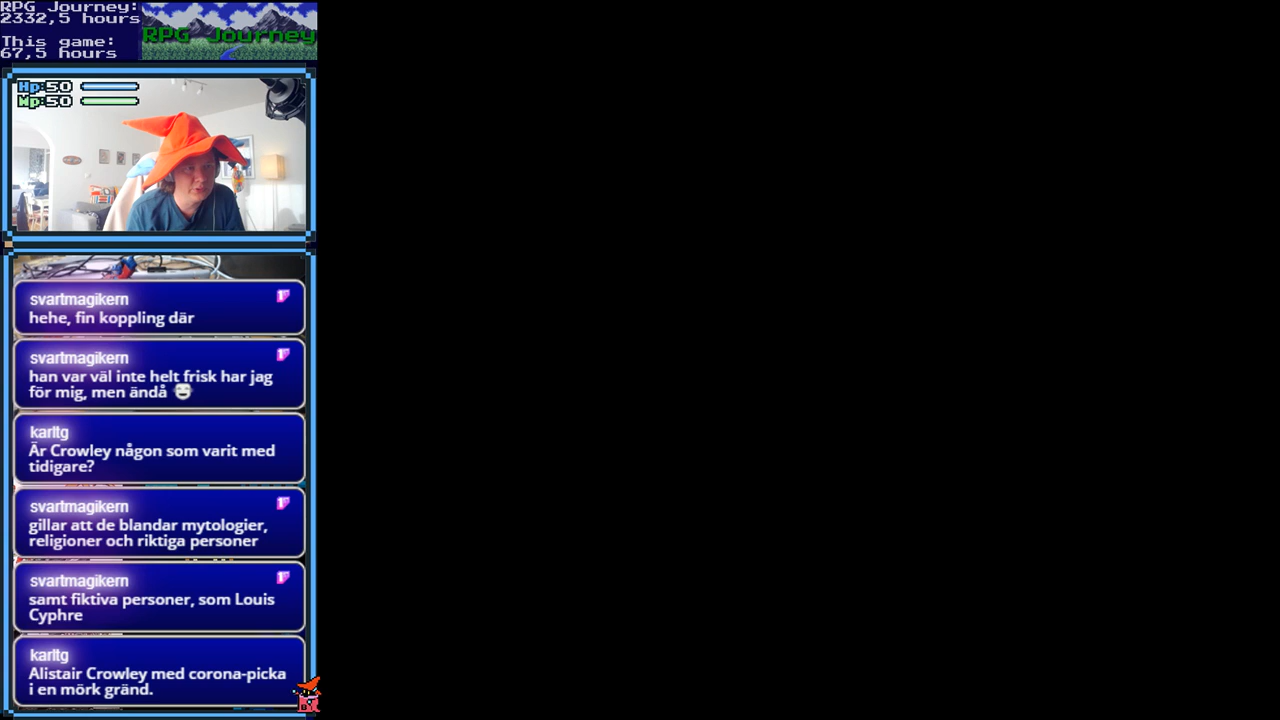 RPG Journey:
2332,5 hours
This game:
67,5 hours
RPG Journey
Hp:50
Mp:50
svartmagikern
hehe, fin koppling där
svartmagikern
han var väl inte helt frisk har jag
för mig, men ändå
karltg
Är Crowley någon som varit med
tidigare?
svartmagikern
gillar att de blandar mytologier,
religioner och riktiga personer
svartmagikern
samt fiktiva personer, som Louis
Cyphre
karltg
Alistair Crowley med corona-picka
i en mörk gränd.